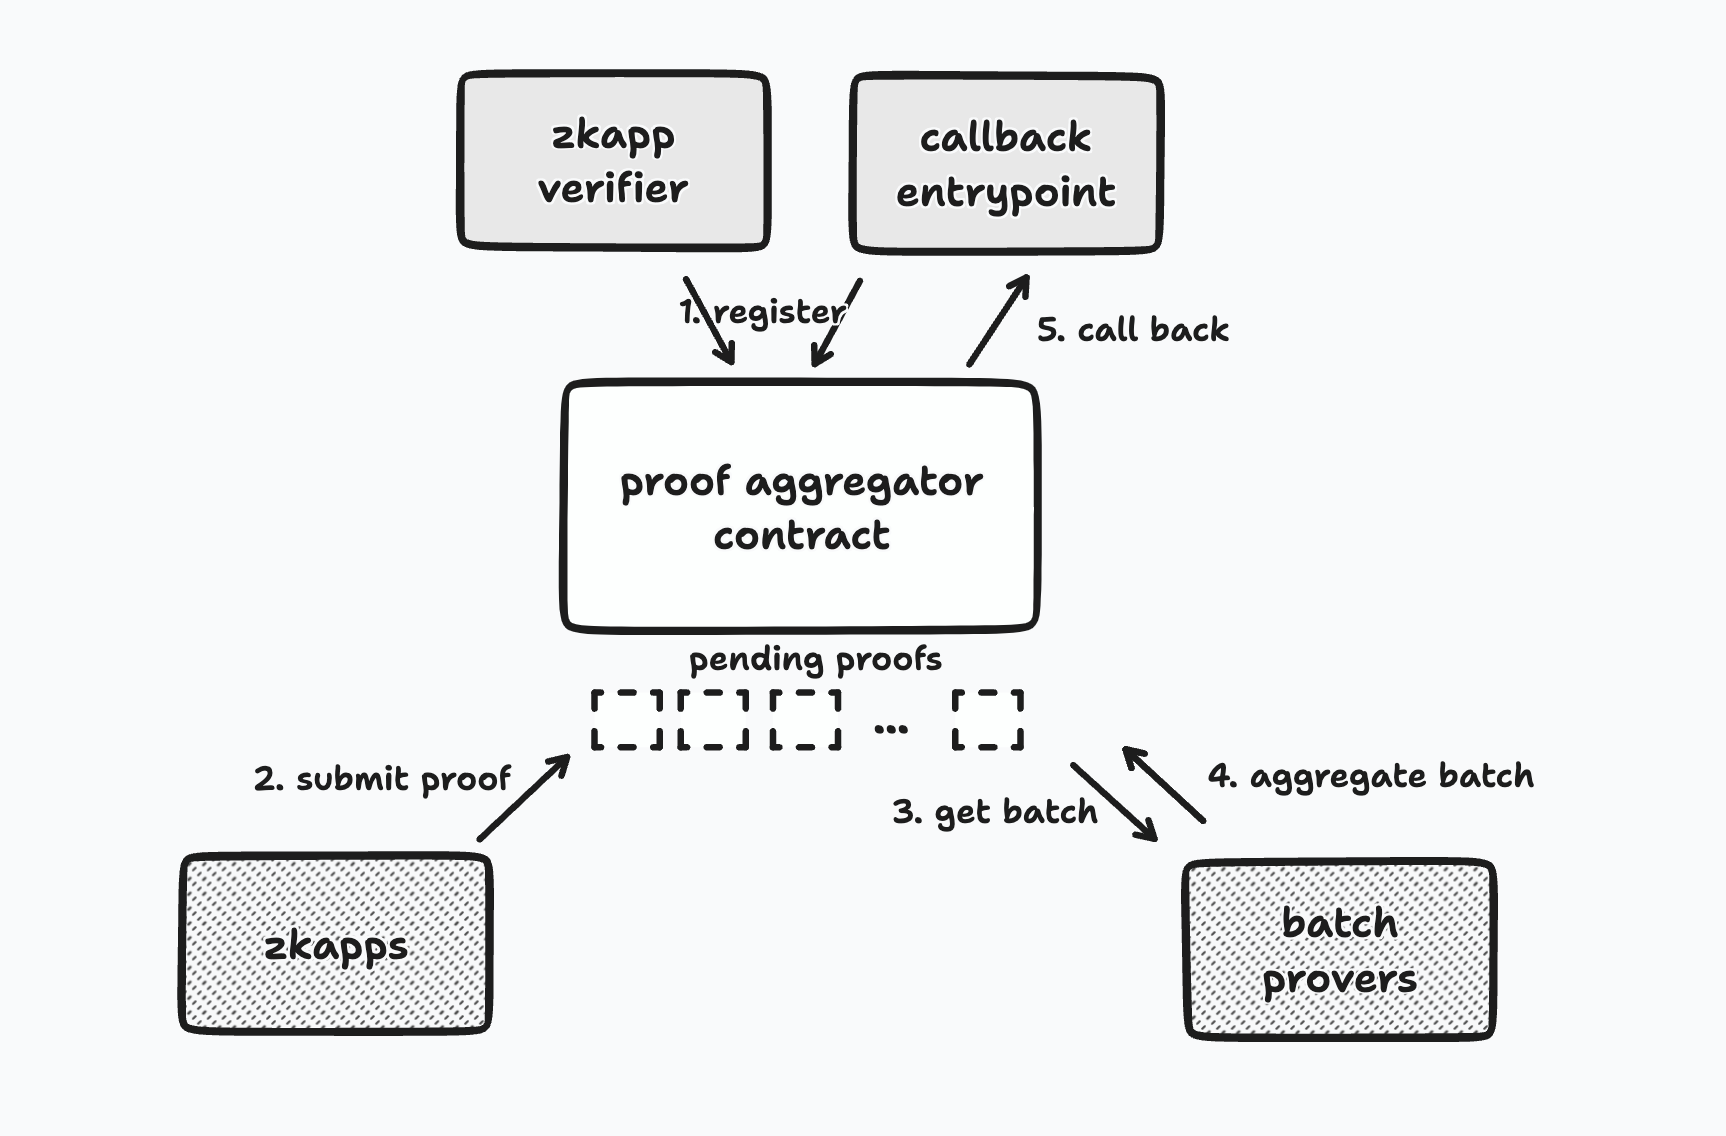 zkapp
verifier
callback
entrypoint
1. register
5. call back
proof aggregator
contract
pending proofs
...
2. submit proof
3. get batch
4. aggregate batch
zkapps
batch
provers